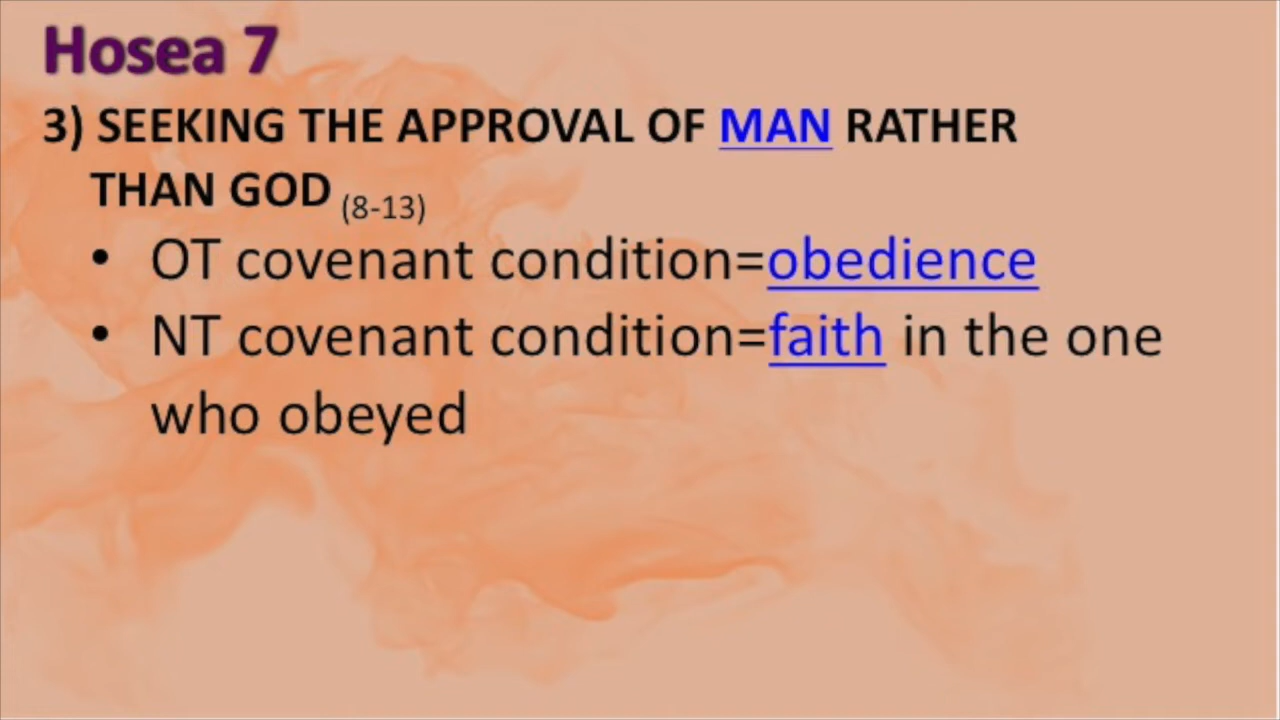 Hosea 7
3) SEEKING THE APPROVAL OF MAN RATHER
THAN GOD (8-13)
• OT covenant condition=obedience
• NT covenant condition=faith in the one
who obeyed